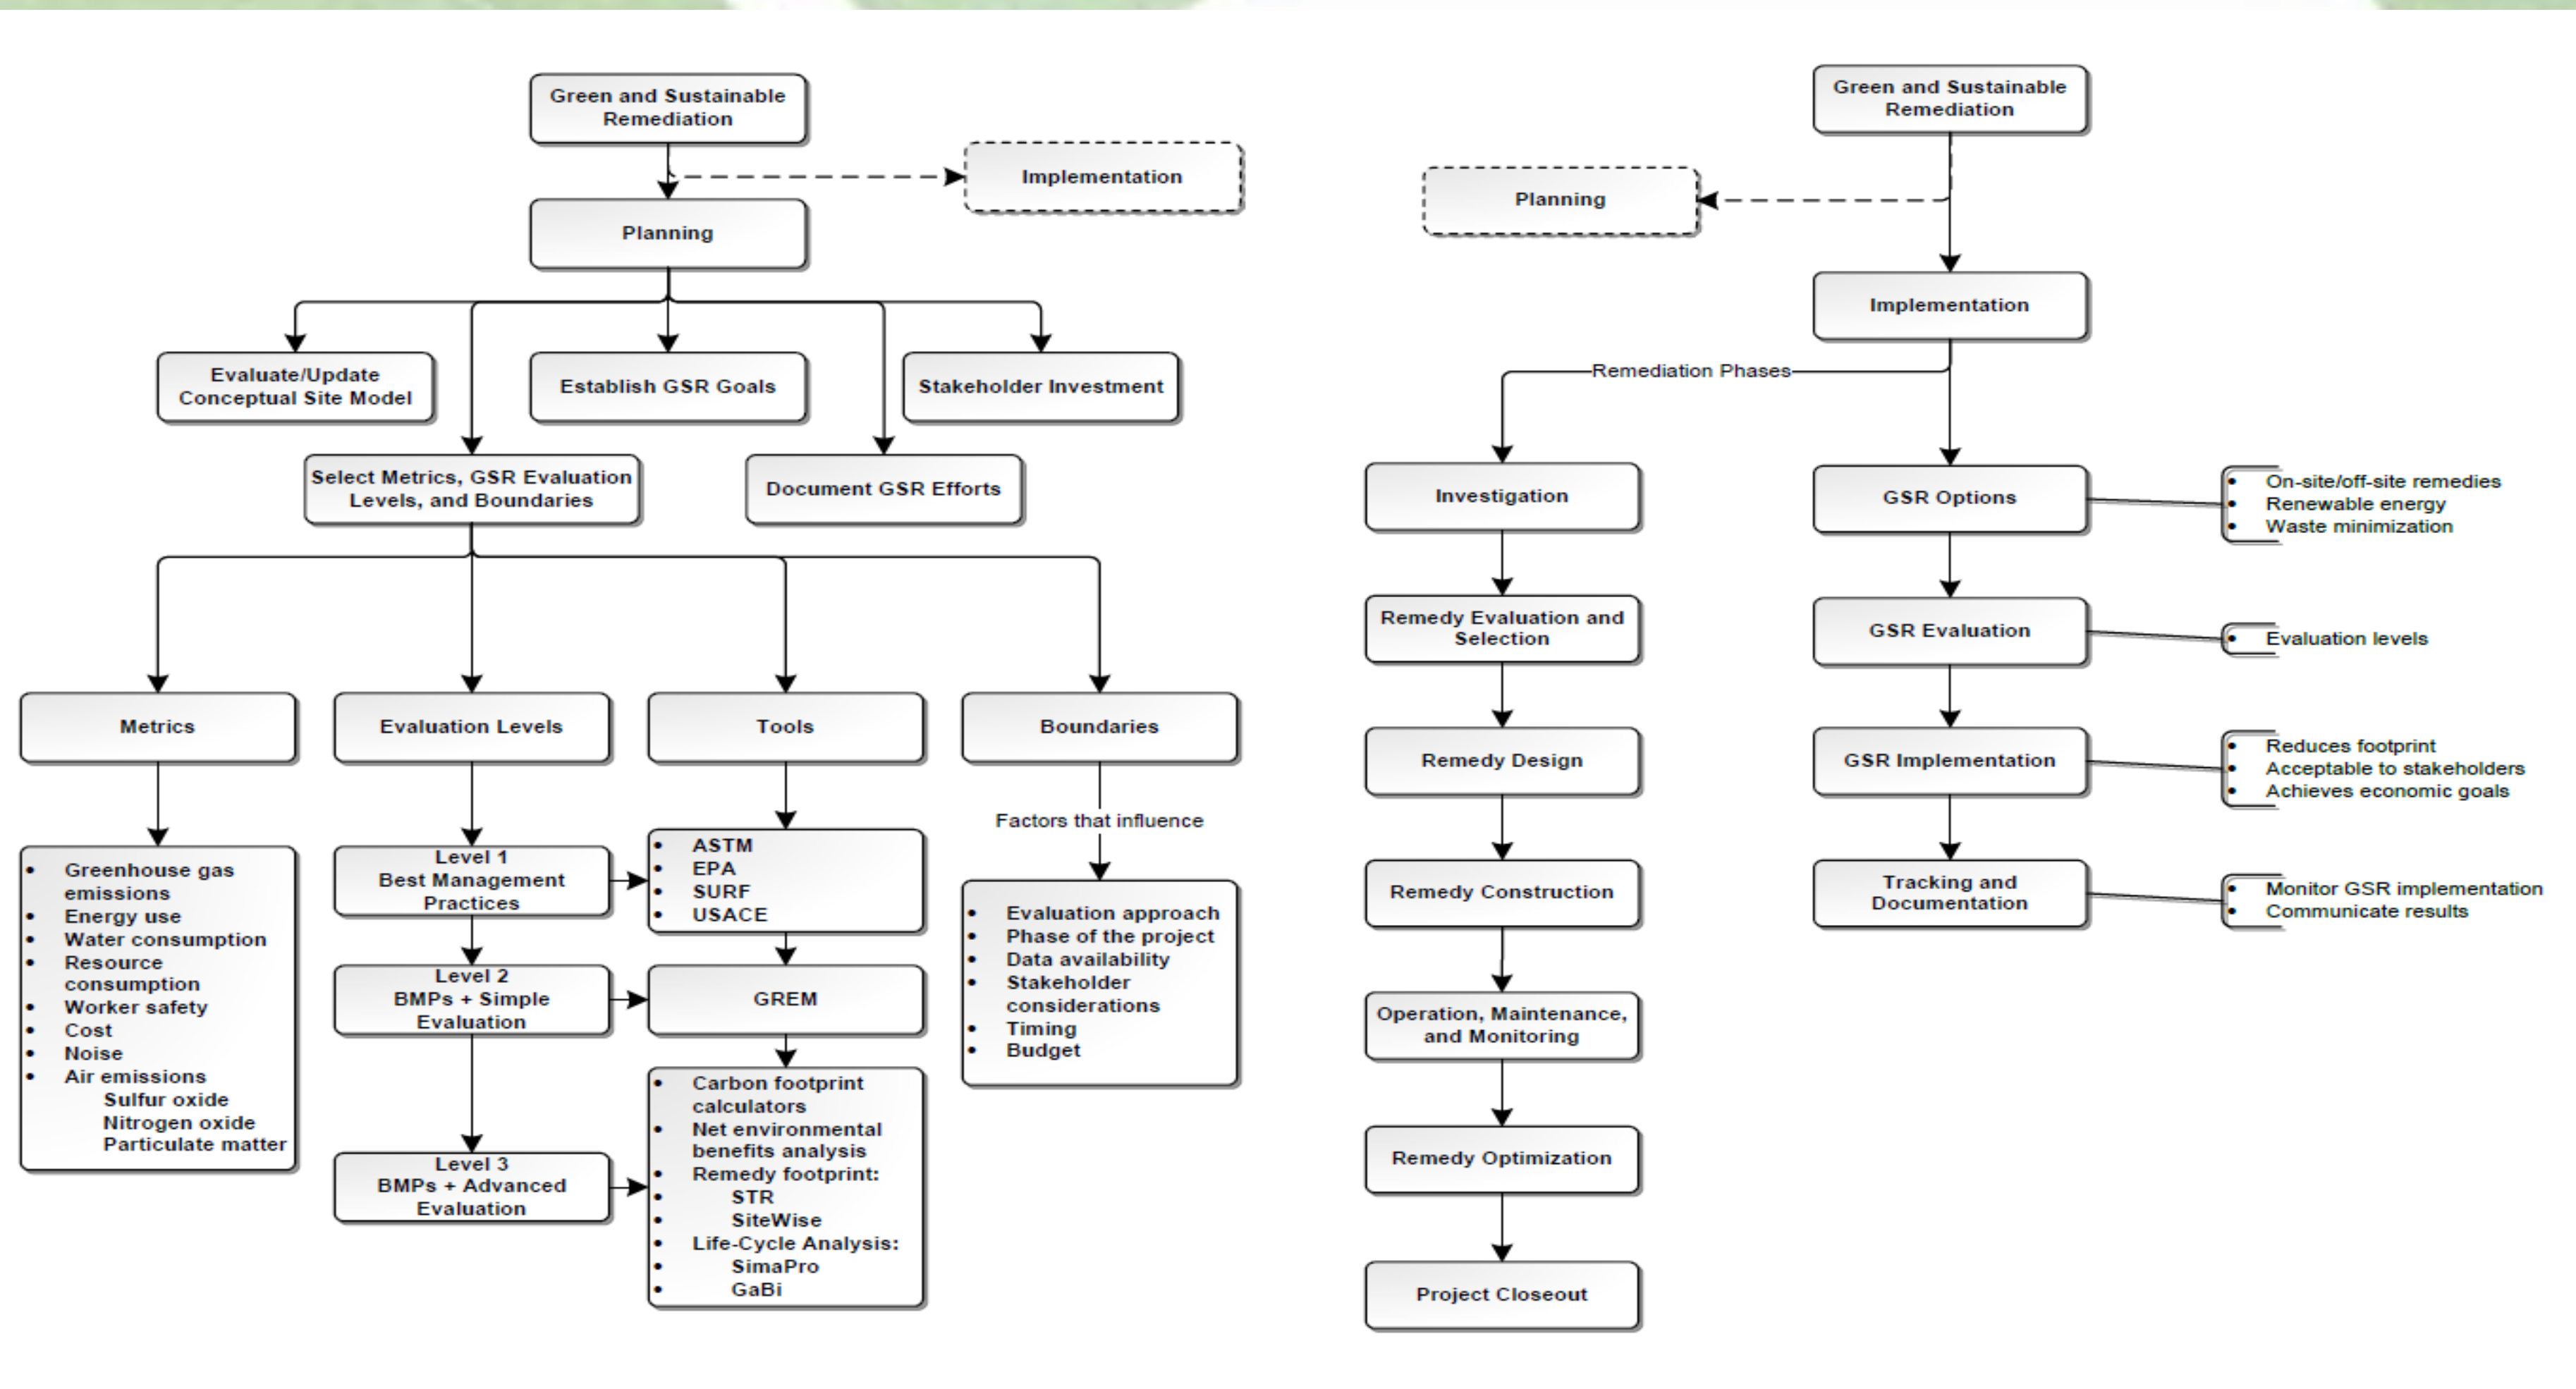 Green and Sustainable
Remediation
Implementation
Planning
Evaluate/Update
Conceptual Site Model
Establish GSR Goals
Stakeholder Investment
Select Metrics, GSR Evaluation
Levels, and Boundaries
Document GSR Efforts
Metrics
Evaluation Levels
Tools
Boundaries
Factors that influence
• Greenhouse gas
emissions
• Energy use
• Water consumption
• Resource
consumption
• Worker safety
• Cost
• Noise
• Air emissions
Sulfur oxide
Nitrogen oxide
Particulate matter
Level 1
Best Management
Practices
Level 2
BMPs + Simple
Evaluation
Level 3
BMPs + Advanced
Evaluation
• ASTM
• EPA
• SURF
• USACE
GREM
• Carbon footprint
calculators
• Net environmental
benefits analysis
• Remedy footprint:
• STR
• SiteWise
• Life-Cycle Analysis:
• SimaPro
• GaBi
• Evaluation approach
• Phase of the project
• Data availability
• Stakeholder
considerations
• Timing
• Budget
Green and Sustainable
Remediation
Planning
Implementation
Remediation Phases
Investigation
Remedy Evaluation and
Selection
Remedy Design
Remedy Construction
Operation, Maintenance,
and Monitoring
Remedy Optimization
Project Closeout
GSR Options
• On-site/off-site remedies
• Renewable energy
• Waste minimization
GSR Evaluation
• Evaluation levels
GSR Implementation
• Reduces footprint
• Acceptable to stakeholders
• Achieves economic goals
Tracking and
Documentation
• Monitor GSR implementation
• Communicate results